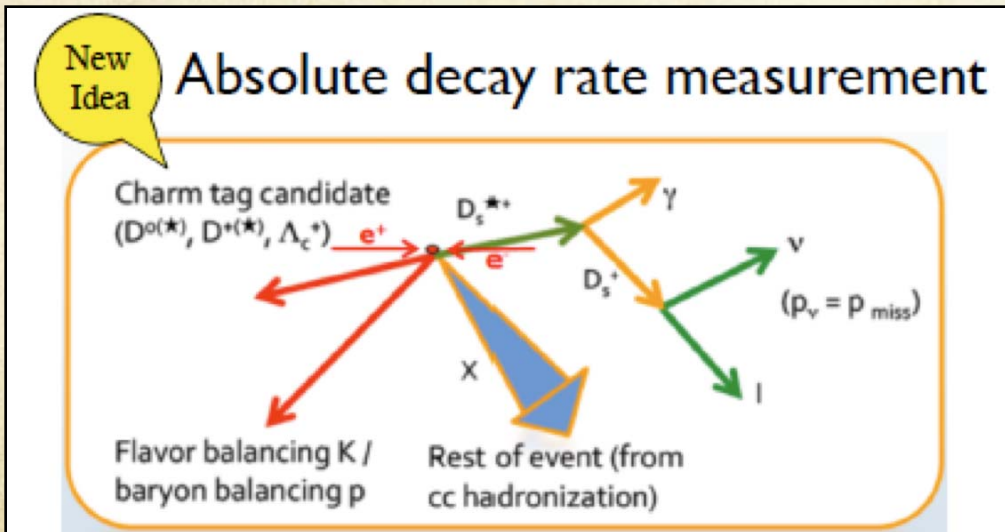 New
Idea
Absolute decay rate measurement
Charm tag candidate
(D⁰⁽★⁾, D⁺⁽★⁾, Λc⁺)
e⁺
e⁻
Ds★⁺
γ
Ds⁺
ν
(pν = p miss)
l
X
Flavor balancing K /
baryon balancing p
Rest of event (from
cc hadronization)